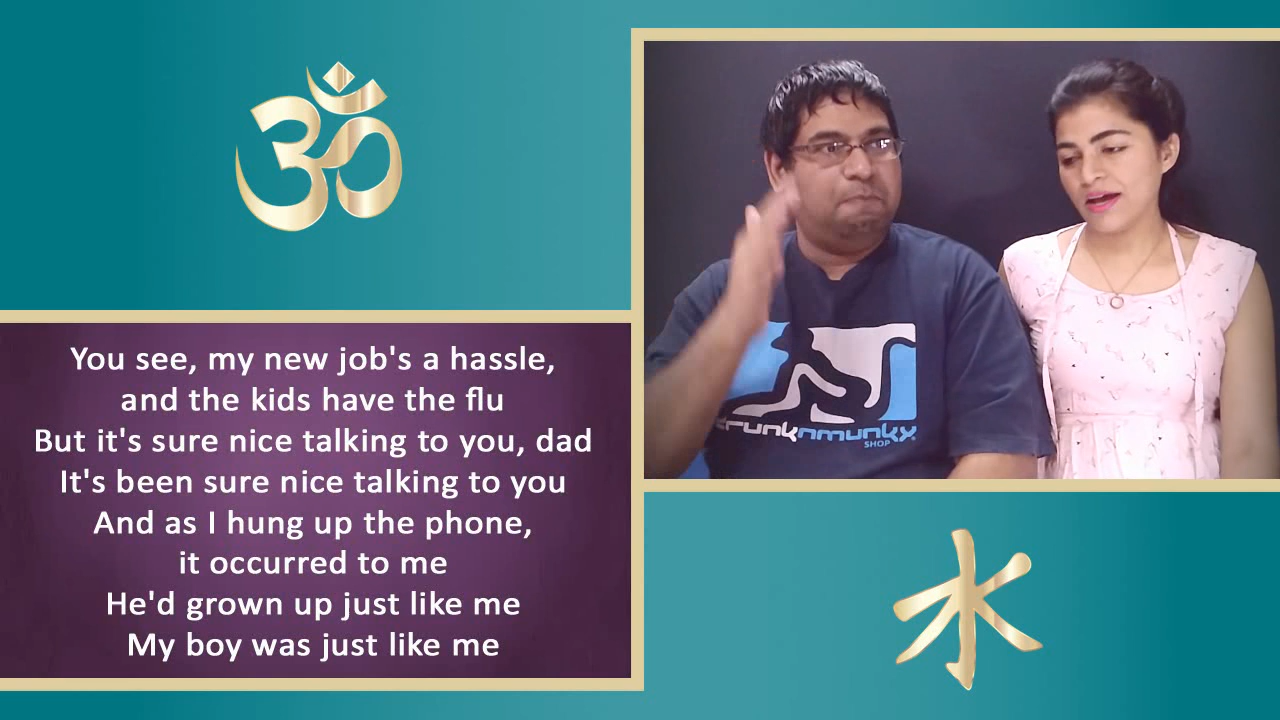 ॐ
You see, my new job's a hassle,
and the kids have the flu
But it's sure nice talking to you, dad
It's been sure nice talking to you
And as I hung up the phone,
it occurred to me
He'd grown up just like me
My boy was just like me
trunknmunky
SHOP
水